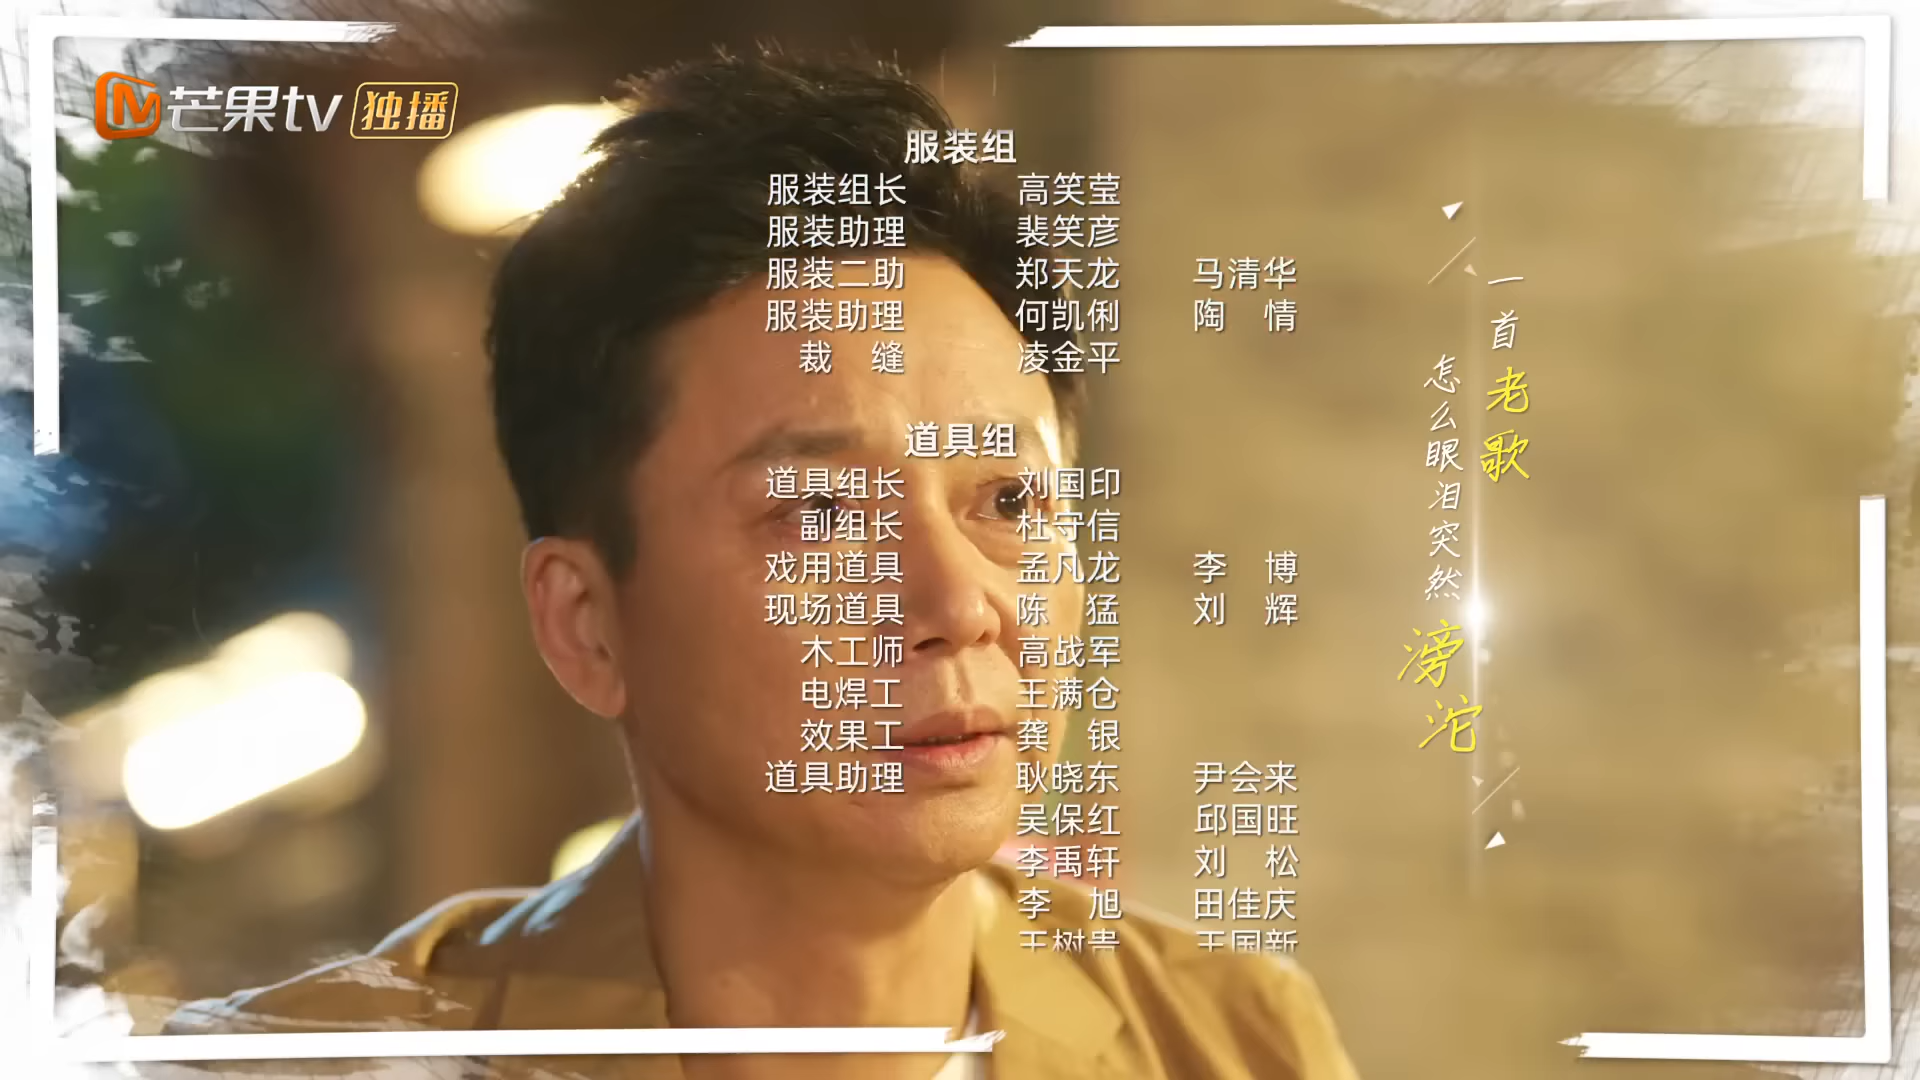 芒果tv 独播
服装组
服装组长 高笑莹
服装助理 裴笑彦
服装二助 郑天龙 马清华
服装助理 何凯俐 陶 情
裁 缝 凌金平
道具组
道具组长 刘国印
副组长 杜守信
戏用道具 孟凡龙 李 博
现场道具 陈 猛 刘 辉
木工师 高战军
电焊工 王满仓
效果工 龚 银
道具助理 耿晓东 尹会来
吴保红 邱国旺
李禹轩 刘 松
李 旭 田佳庆
王树贵 王国新
一首老歌
怎么眼泪突然滂沱